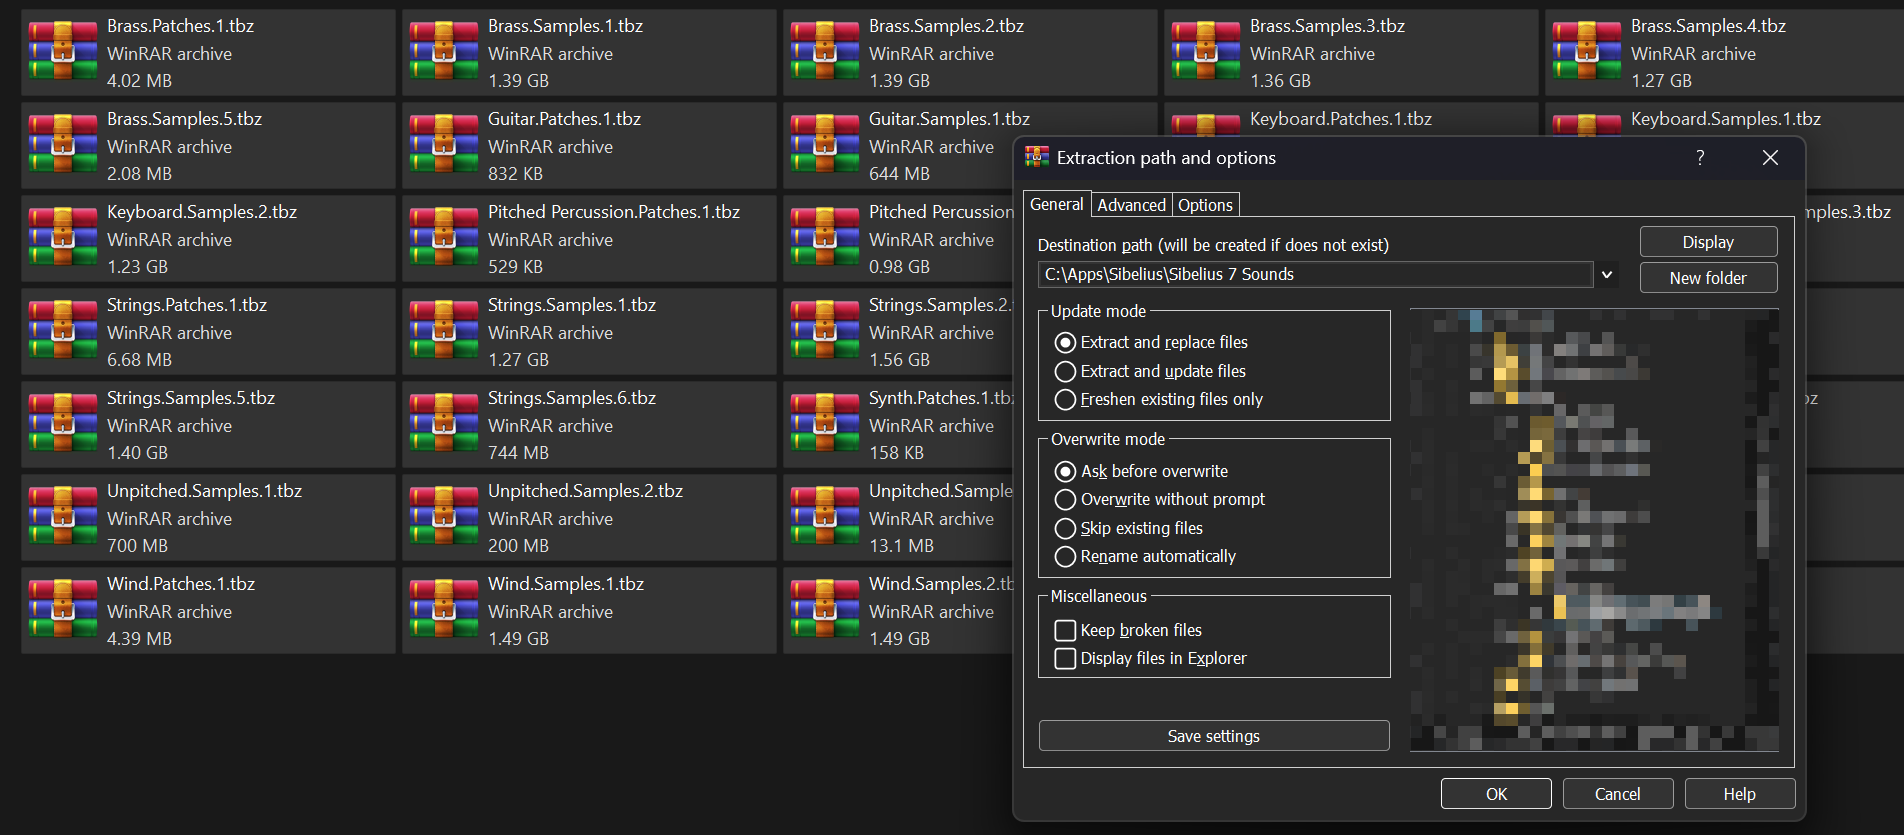 Brass.Patches.1.tbz
WinRAR archive
4.02 MB
Brass.Samples.1.tbz
WinRAR archive
1.39 GB
Brass.Samples.2.tbz
WinRAR archive
1.39 GB
Brass.Samples.3.tbz
WinRAR archive
1.36 GB
Brass.Samples.4.tbz
WinRAR archive
1.27 GB
Brass.Samples.5.tbz
WinRAR archive
2.08 MB
Guitar.Patches.1.tbz
WinRAR archive
832 KB
Guitar.Samples.1.tbz
WinRAR archive
644 MB
Keyboard.Patches.1.tbz
Keyboard.Samples.1.tbz
Keyboard.Samples.2.tbz
WinRAR archive
1.23 GB
Pitched Percussion.Patches.1.tbz
WinRAR archive
529 KB
Pitched Percussion
WinRAR archive
0.98 GB
mples.3.tbz
Strings.Patches.1.tbz
WinRAR archive
6.68 MB
Strings.Samples.1.tbz
WinRAR archive
1.27 GB
Strings.Samples.2.
WinRAR archive
1.56 GB
Strings.Samples.5.tbz
WinRAR archive
1.40 GB
Strings.Samples.6.tbz
WinRAR archive
744 MB
Synth.Patches.1.tbz
WinRAR archive
158 KB
bz
Unpitched.Samples.1.tbz
WinRAR archive
700 MB
Unpitched.Samples.2.tbz
WinRAR archive
200 MB
Unpitched.Sample
WinRAR archive
13.1 MB
Wind.Patches.1.tbz
WinRAR archive
4.39 MB
Wind.Samples.1.tbz
WinRAR archive
1.49 GB
Wind.Samples.2.tb
WinRAR archive
1.49 GB
Extraction path and options
?
General
Advanced
Options
Destination path (will be created if does not exist)
C:\Apps\Sibelius\Sibelius 7 Sounds
Display
New folder
Update mode
Extract and replace files
Extract and update files
Freshen existing files only
Overwrite mode
Ask before overwrite
Overwrite without prompt
Skip existing files
Rename automatically
Miscellaneous
Keep broken files
Display files in Explorer
Save settings
OK
Cancel
Help